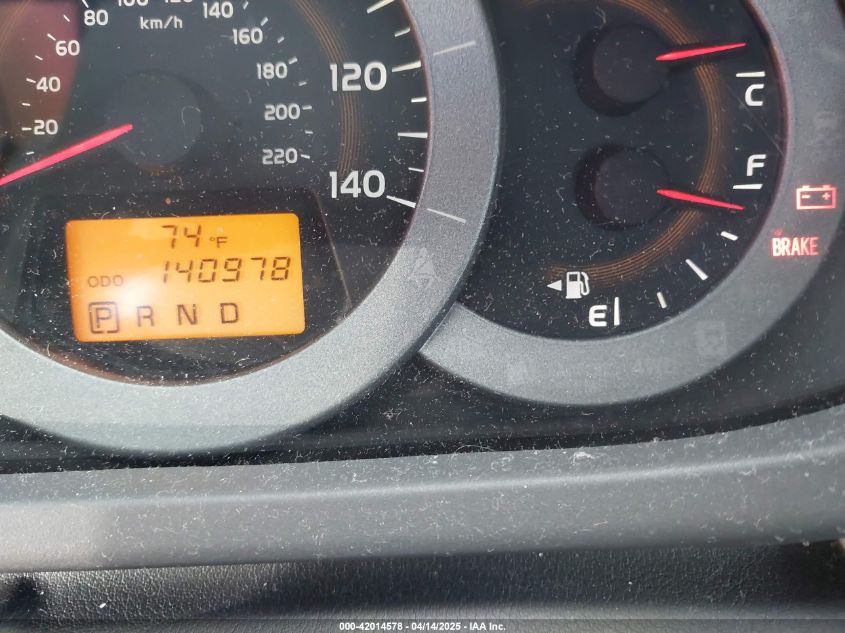 80 100 120 140
km/h
60 160
40 180
20 200
220
120
140
74 °F
ODO 140978
P R N D
C
F
E
BRAKE
- +
000-42014578 - 04/14/2025 - IAA Inc.